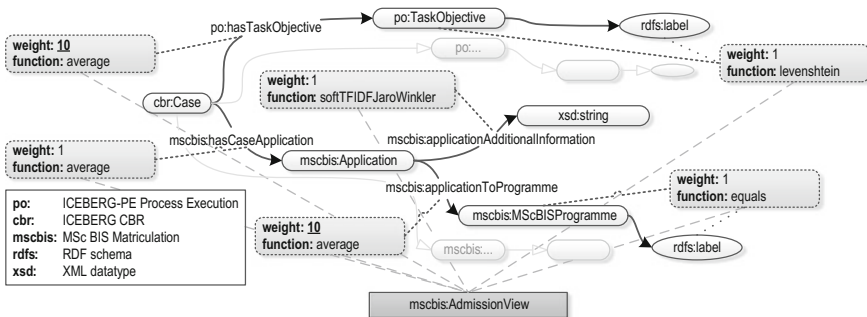 po:hasTaskObjective
po:TaskObjective
rdfs:label
weight: 10
function: average
po:...
weight: 1
function: levenshtein
cbr:Case
weight: 1
function: softTFIDFJaroWinkler
xsd:string
mscbis:hasCaseApplication
mscbis:applicationAdditionalInformation
weight: 1
function: average
mscbis:Application
mscbis:applicationToProgramme
weight: 1
function: equals
po: ICEBERG-PE Process Execution
cbr: ICEBERG CBR
mscbis: MSc BIS Matriculation
rdfs: RDF schema
xsd: XML datatype
weight: 10
function: average
mscbis:MScBISProgramme
mscbis:...
rdfs:label
mscbis:AdmissionView